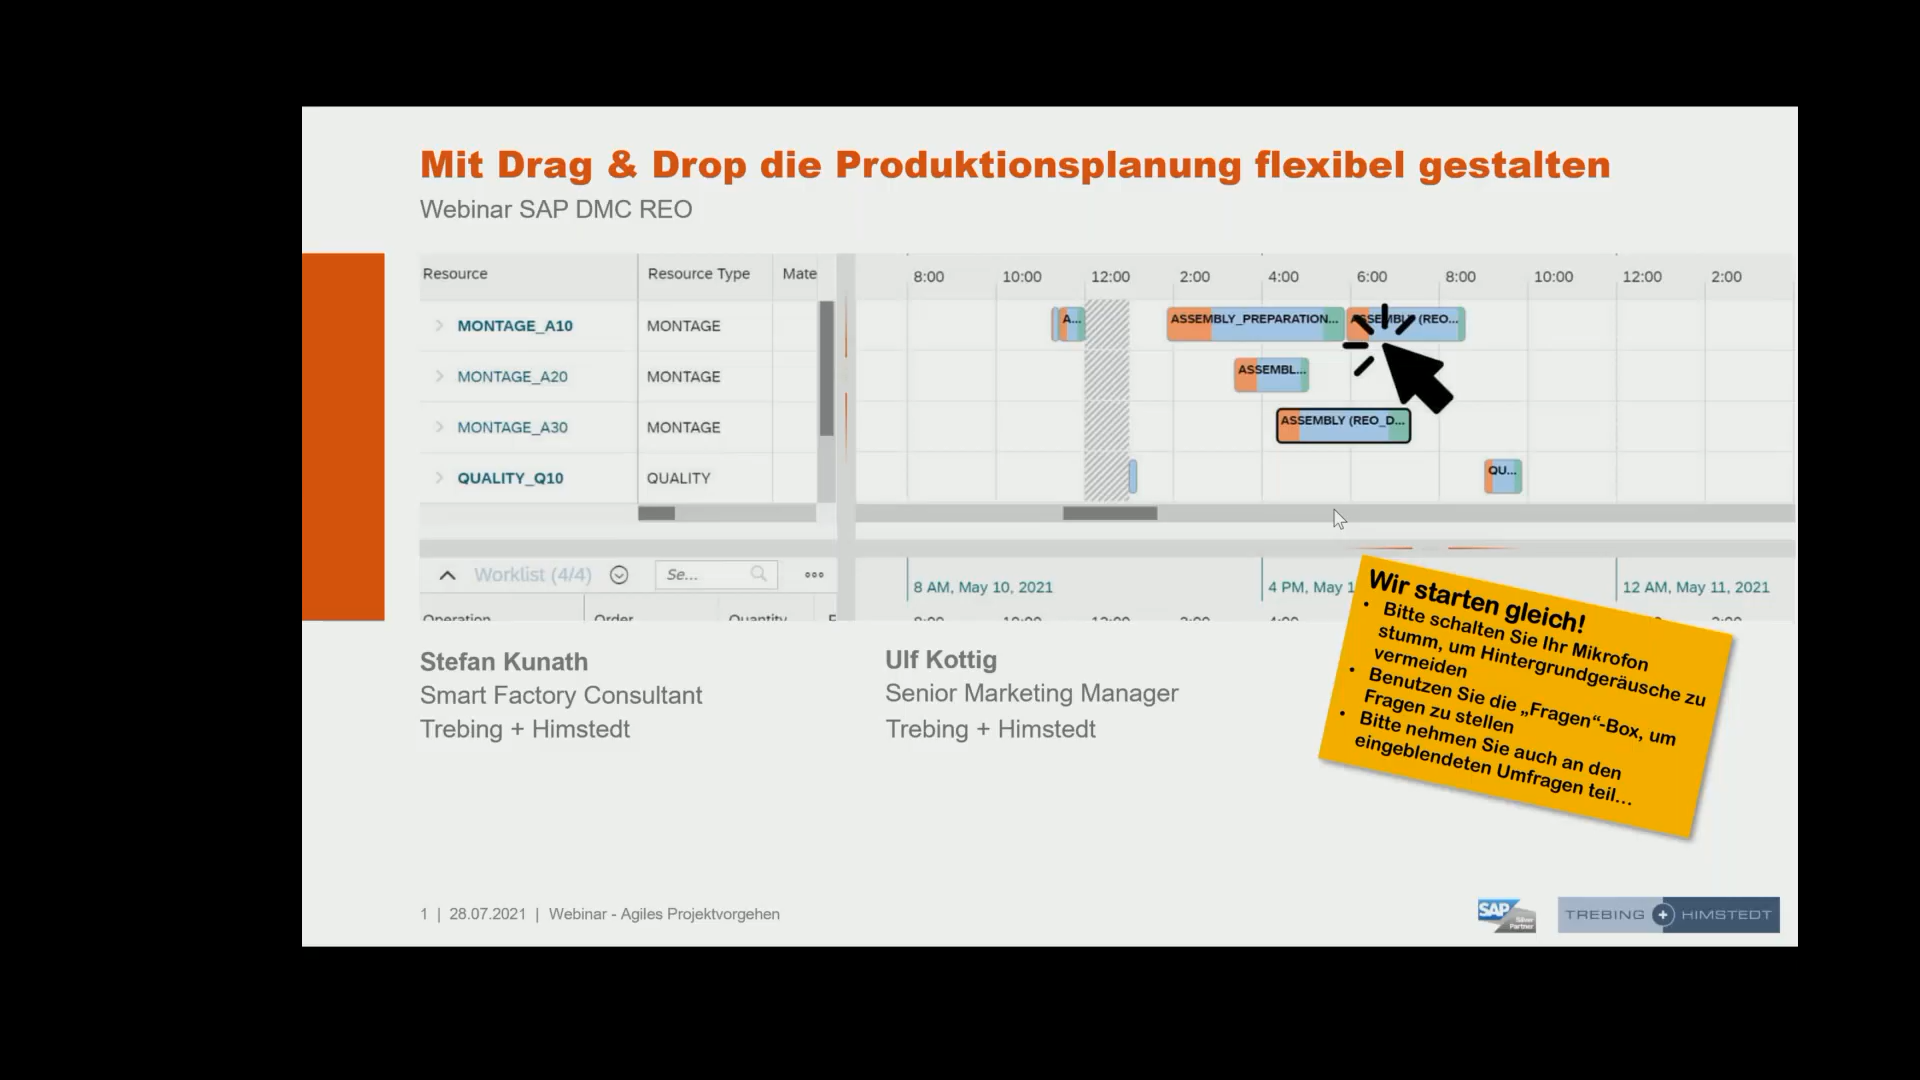 Mit Drag & Drop die Produktionsplanung flexibel gestalten
Webinar SAP DMC REO
Resource Resource Type Mate 8:00 10:00 12:00 2:00 4:00 6:00 8:00 10:00 12:00 2:00
MONTAGE_A10 MONTAGE A... ASSEMBLY_PREPARATION... ASSEMBLY (REO...
MONTAGE_A20 MONTAGE ASSEMBL...
MONTAGE_A30 MONTAGE ASSEMBLY (REO_D...
QUALITY_Q10 QUALITY QU...
Worklist (4/4) Se... 8 AM, May 10, 2021 4 PM, May 1 12 AM, May 11, 2021
Operation Order Quantity
Wir starten gleich!
• Bitte schalten Sie Ihr Mikrofon
stumm, um Hintergrundgeräusche zu
vermeiden
• Benutzen Sie die „Fragen“-Box, um
Fragen zu stellen
• Bitte nehmen Sie auch an den
eingeblendeten Umfragen teil...
Stefan Kunath
Smart Factory Consultant
Trebing + Himstedt
Ulf Kottig
Senior Marketing Manager
Trebing + Himstedt
1 | 28.07.2021 | Webinar - Agiles Projektvorgehen
SAP Silver Partner
TREBING + HIMSTEDT